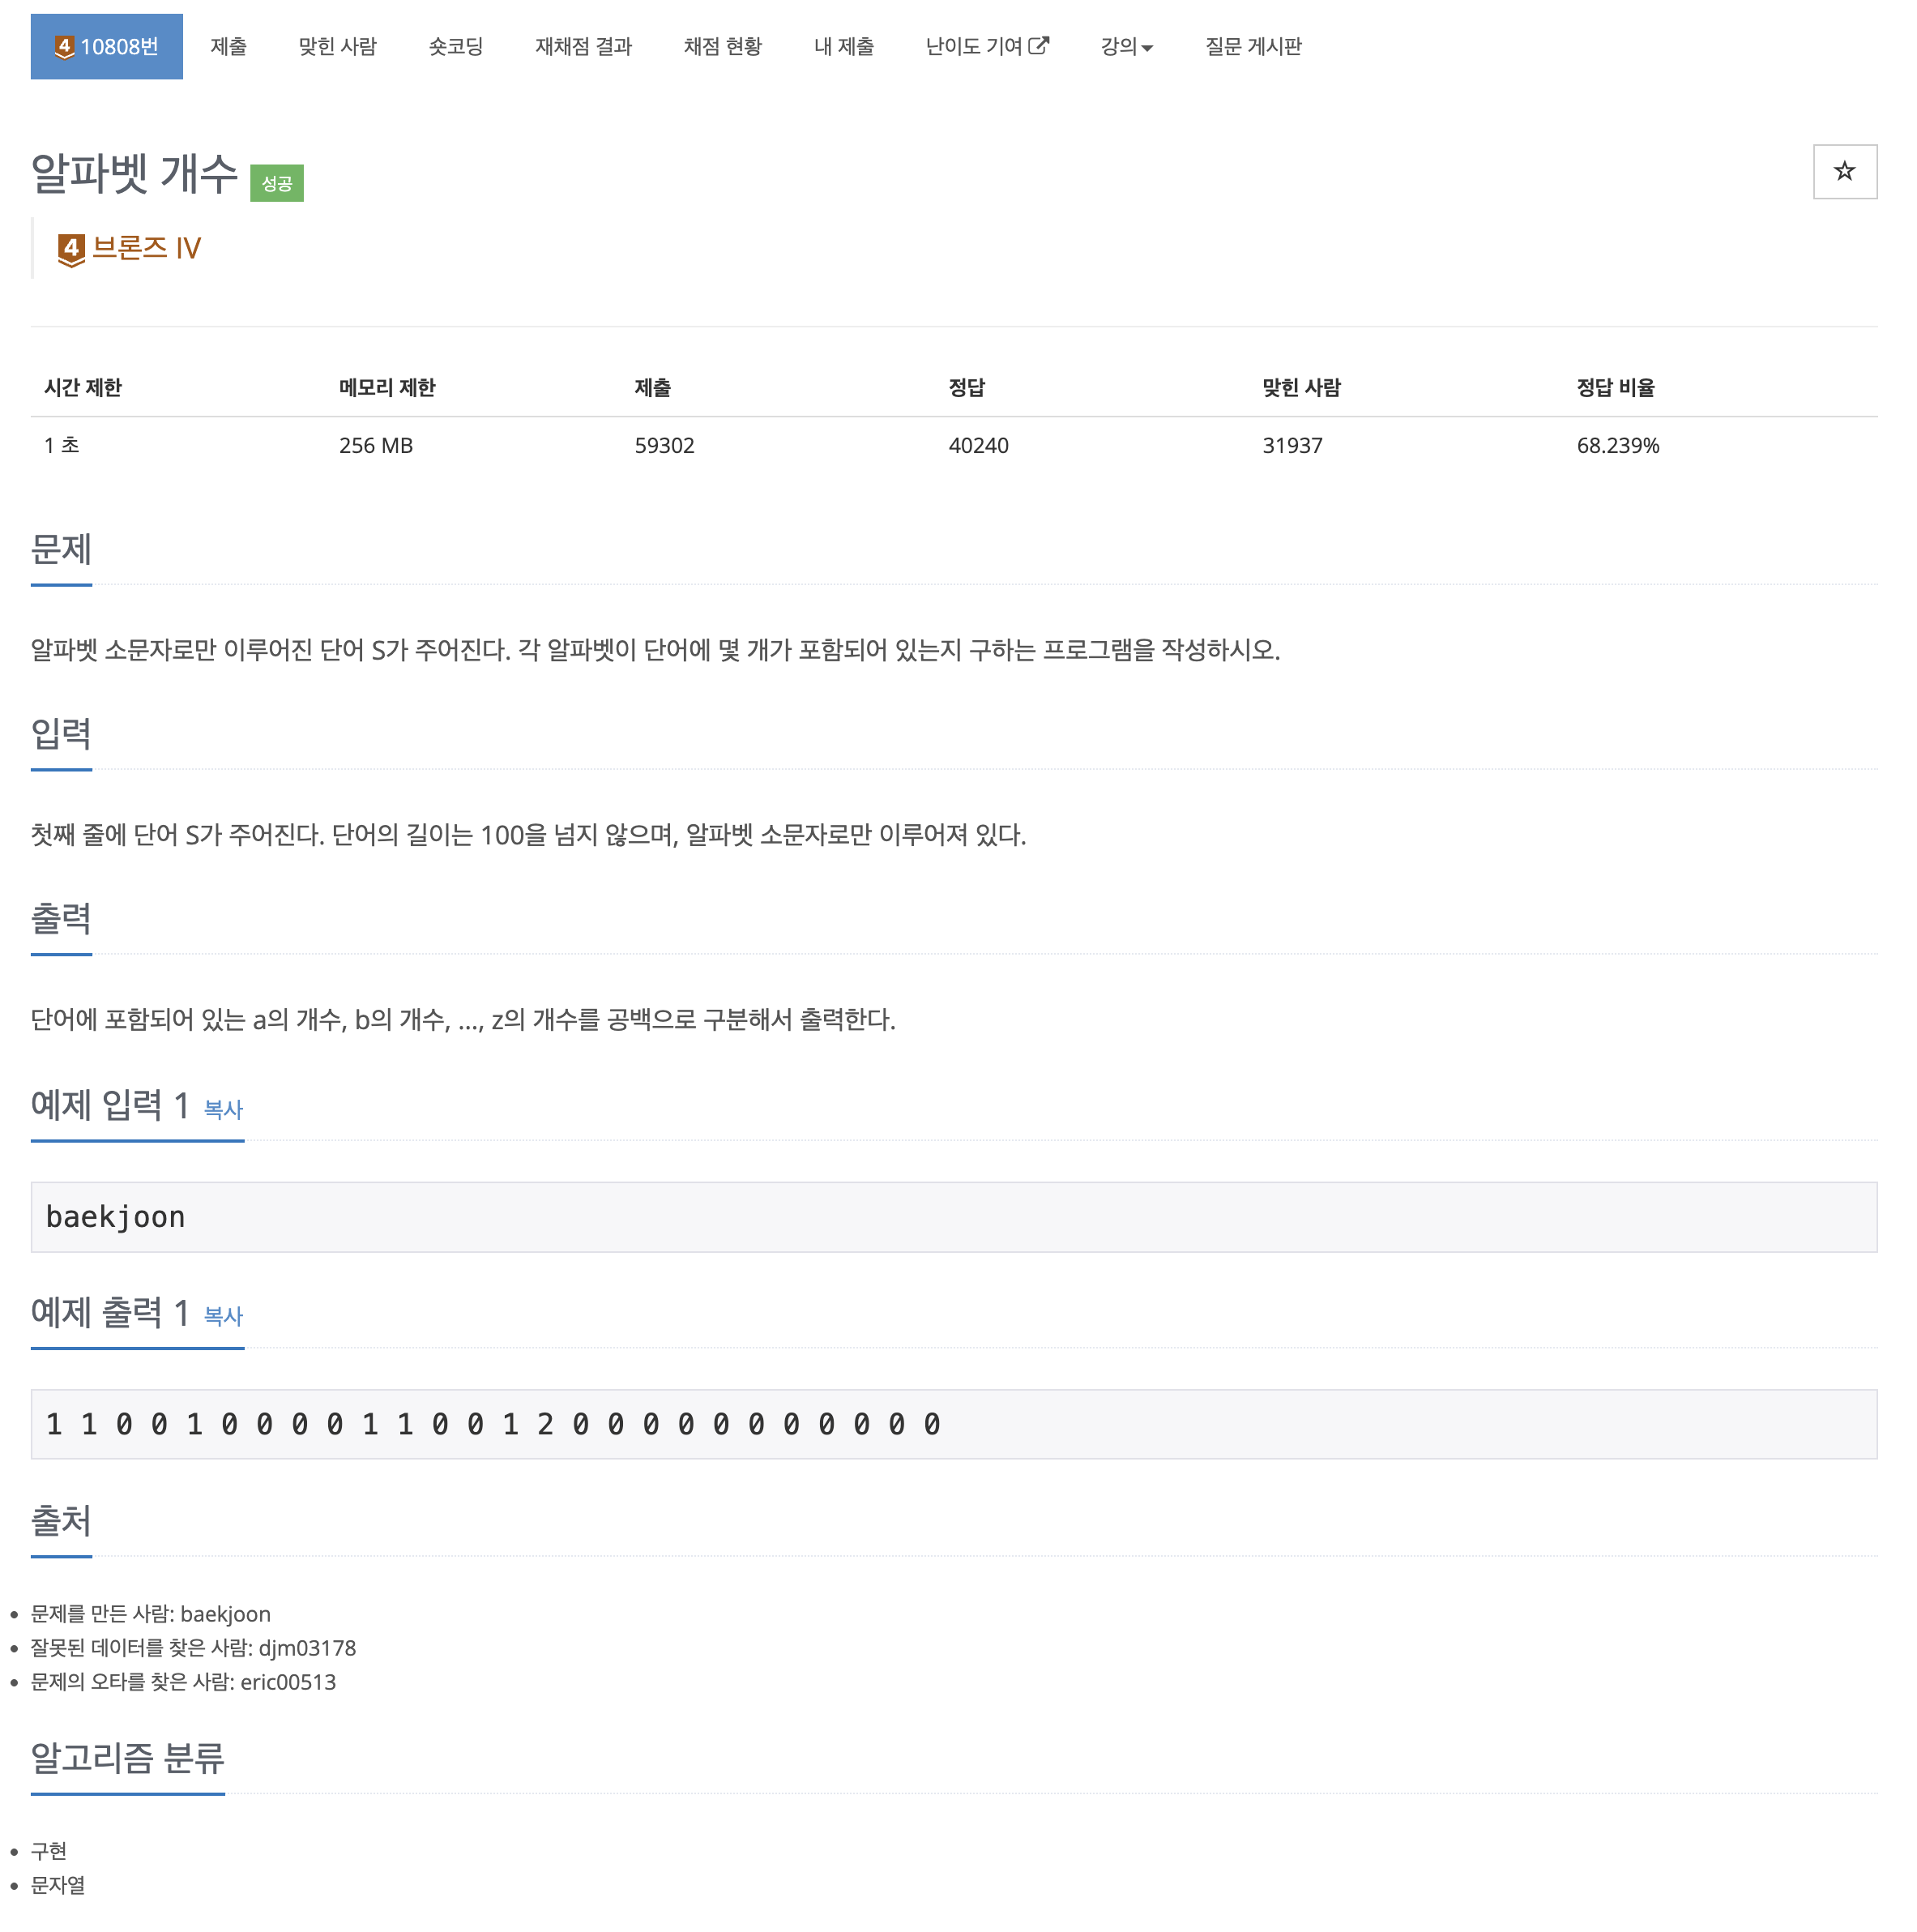 4 10808번 제출 맞힌 사람 숏코딩 재채점 결과 채점 현황 내 제출 난이도 기여 강의 질문 게시판
알파벳 개수 성공
4 브론즈 IV
시간 제한 메모리 제한 제출 정답 맞힌 사람 정답 비율
1 초 256 MB 59302 40240 31937 68.239%
문제
알파벳 소문자로만 이루어진 단어 S가 주어진다. 각 알파벳이 단어에 몇 개가 포함되어 있는지 구하는 프로그램을 작성하시오.
입력
첫째 줄에 단어 S가 주어진다. 단어의 길이는 100을 넘지 않으며, 알파벳 소문자로만 이루어져 있다.
출력
단어에 포함되어 있는 a의 개수, b의 개수, ..., z의 개수를 공백으로 구분해서 출력한다.
예제 입력 1 복사
baekjoon
예제 출력 1 복사
1 1 0 0 1 0 0 0 0 1 1 0 0 1 2 0 0 0 0 0 0 0 0 0 0 0
출처
문제를 만든 사람: baekjoon
잘못된 데이터를 찾은 사람: djm03178
문제의 오타를 찾은 사람: eric00513
알고리즘 분류
구현
문자열